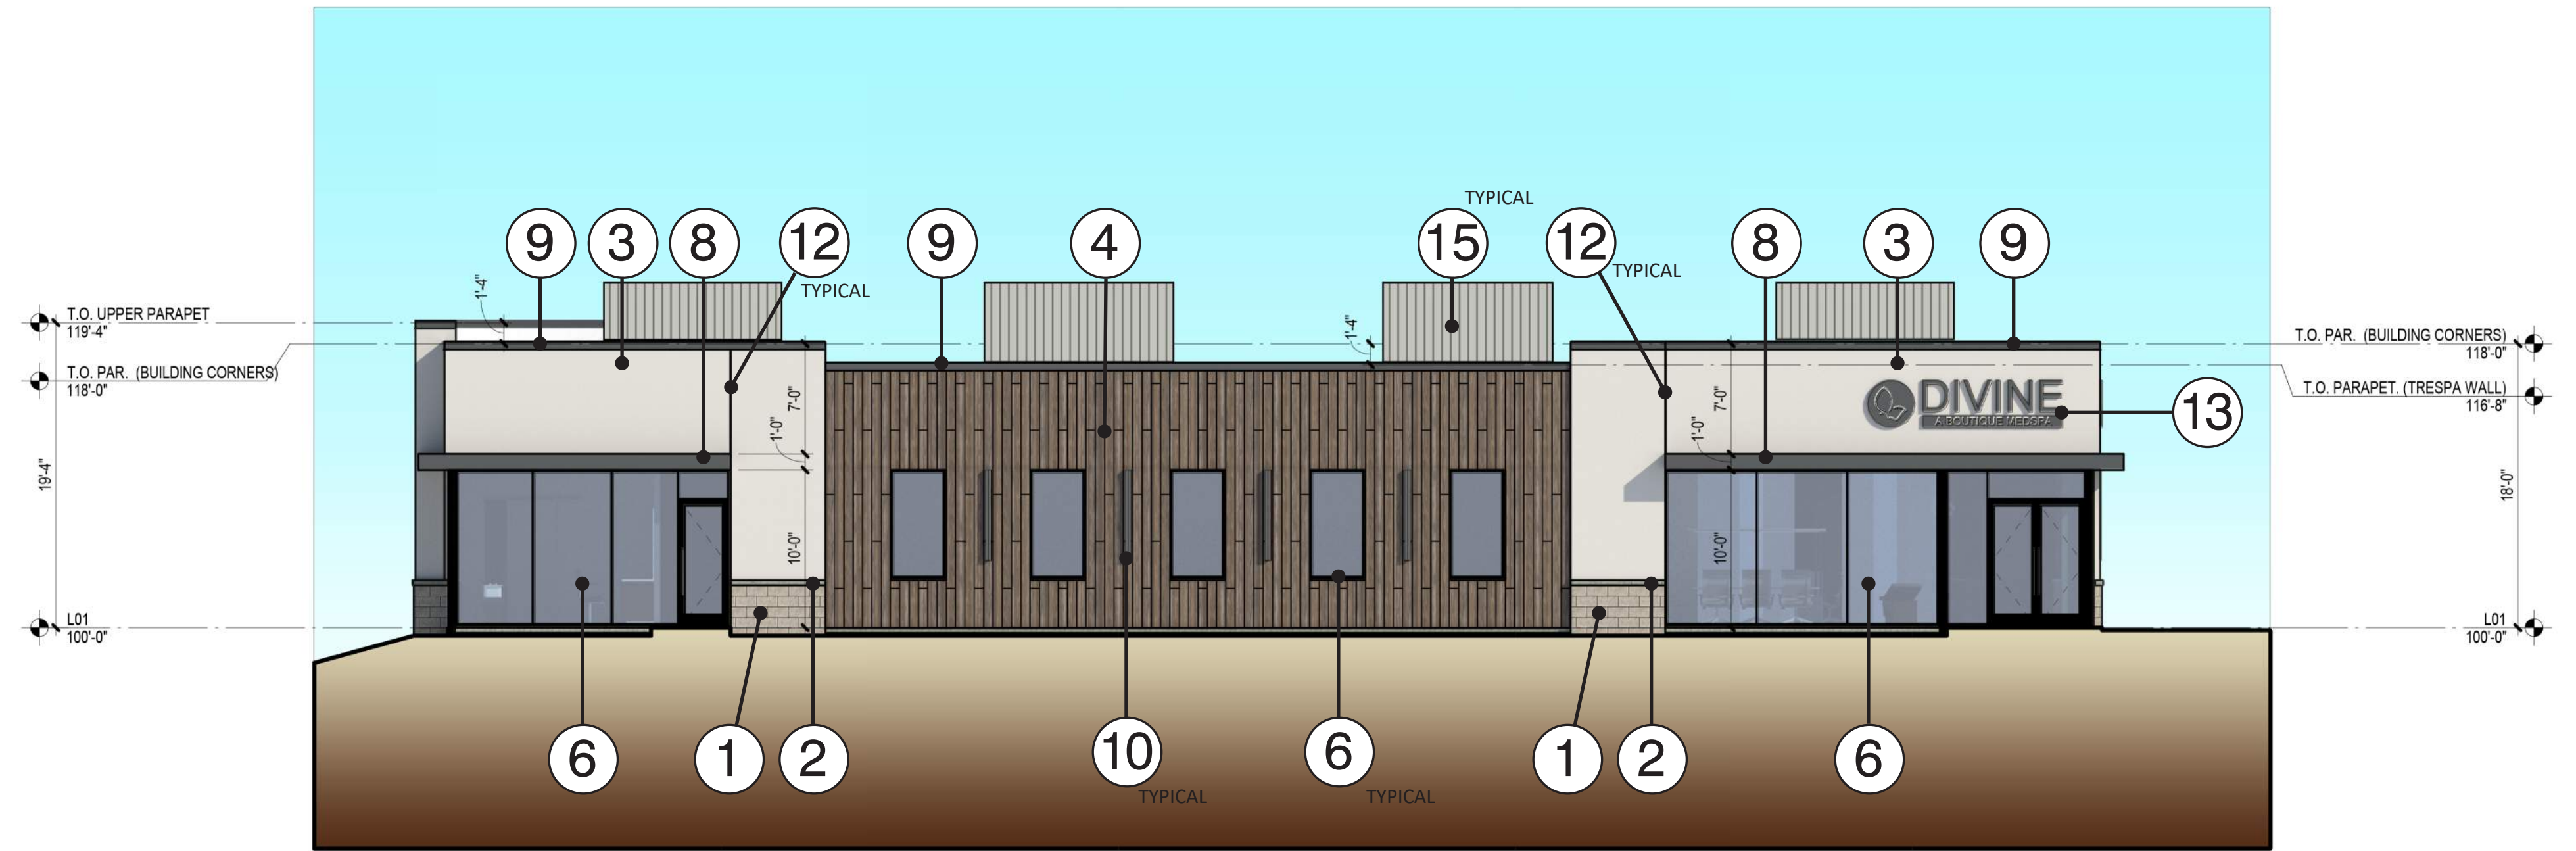 TYPICAL
9 3 8 12 9 4 15 12 8 3 9
TYPICAL
TYPICAL
1'-4"
T.O. UPPER PARAPET
119'-4"
1'-4"
T.O. PAR. (BUILDING CORNERS)
118'-0"
T.O. PAR. (BUILDING CORNERS)
118'-0"
T.O. PARAPET. (TRESPA WALL)
116'-8"
DIVINE
A BOUTIQUE MEDSPA
13
7'-0"
7'-0"
1'-0"
1'-0"
19'-4"
18'-0"
10'-0"
10'-0"
L01
100'-0"
L01
100'-0"
6 1 2 10 6 1 2 6
TYPICAL
TYPICAL